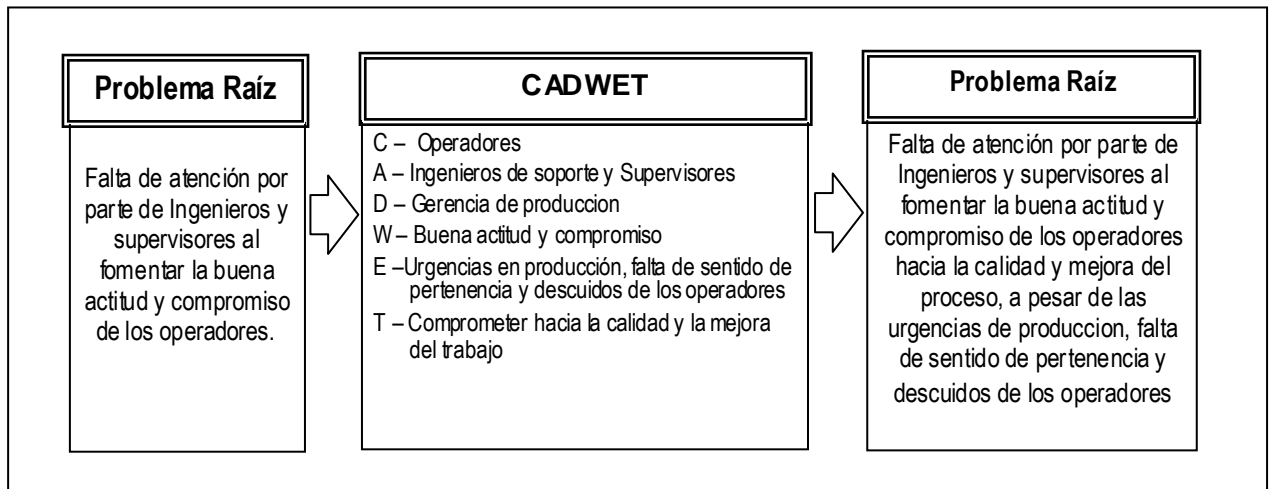 Problema Raíz
Falta de atención por
parte de Ingenieros y
supervisores al
fomentar la buena
actitud y compromiso
de los operadores.
CADWET
C – Operadores
A – Ingenieros de soporte y Supervisores
D – Gerencia de produccion
W – Buena actitud y compromiso
E –Urgencias en producción, falta de sentido de
pertenencia y descuidos de los operadores
T – Comprometer hacia la calidad y la mejora
del trabajo
Problema Raíz
Falta de atención por parte de
Ingenieros y supervisores al
fomentar la buena actitud y
compromiso de los operadores
hacia la calidad y mejora del
proceso, a pesar de las
urgencias de produccion, falta
de sentido de pertenencia y
descuidos de los operadores